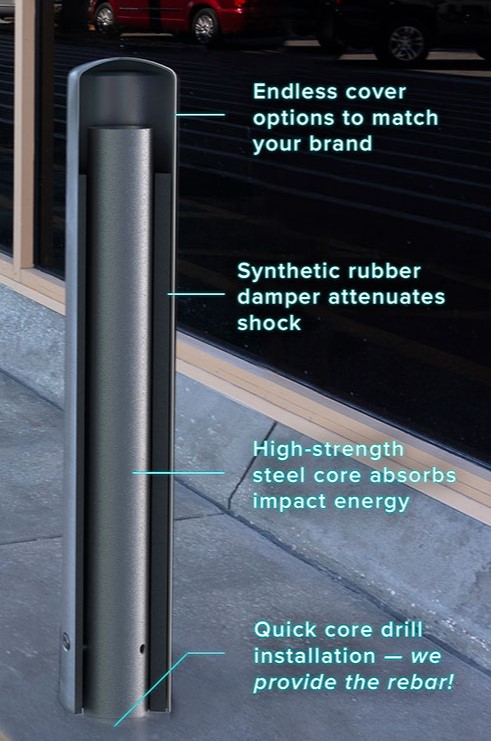 Endless cover
options to match
your brand
Synthetic rubber
damper attenuates
shock
High-strength
steel core absorbs
impact energy
Quick core drill
installation — we
provide the rebar!